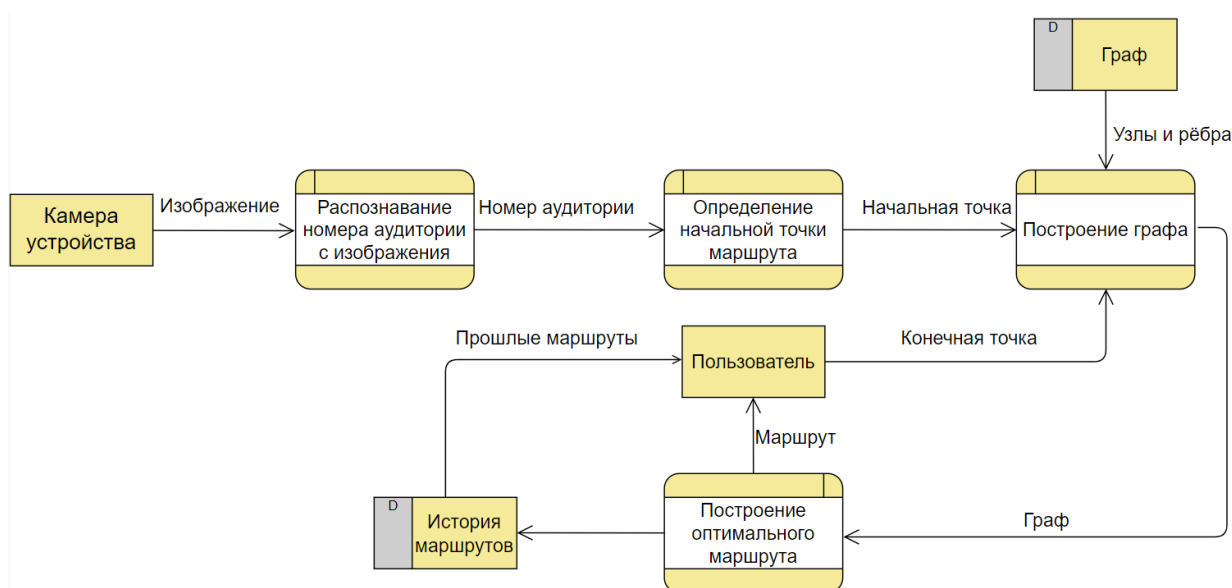 D
Граф
Узлы и рёбра
Камера
устройства
Изображение
Распознавание
номера аудитории
с изображения
Номер аудитории
Определение
начальной точки
маршрута
Начальная точка
Построение графа
Прошлые маршруты
Пользователь
Конечная точка
Маршрут
D
История
маршрутов
Построение
оптимального
маршрута
Граф